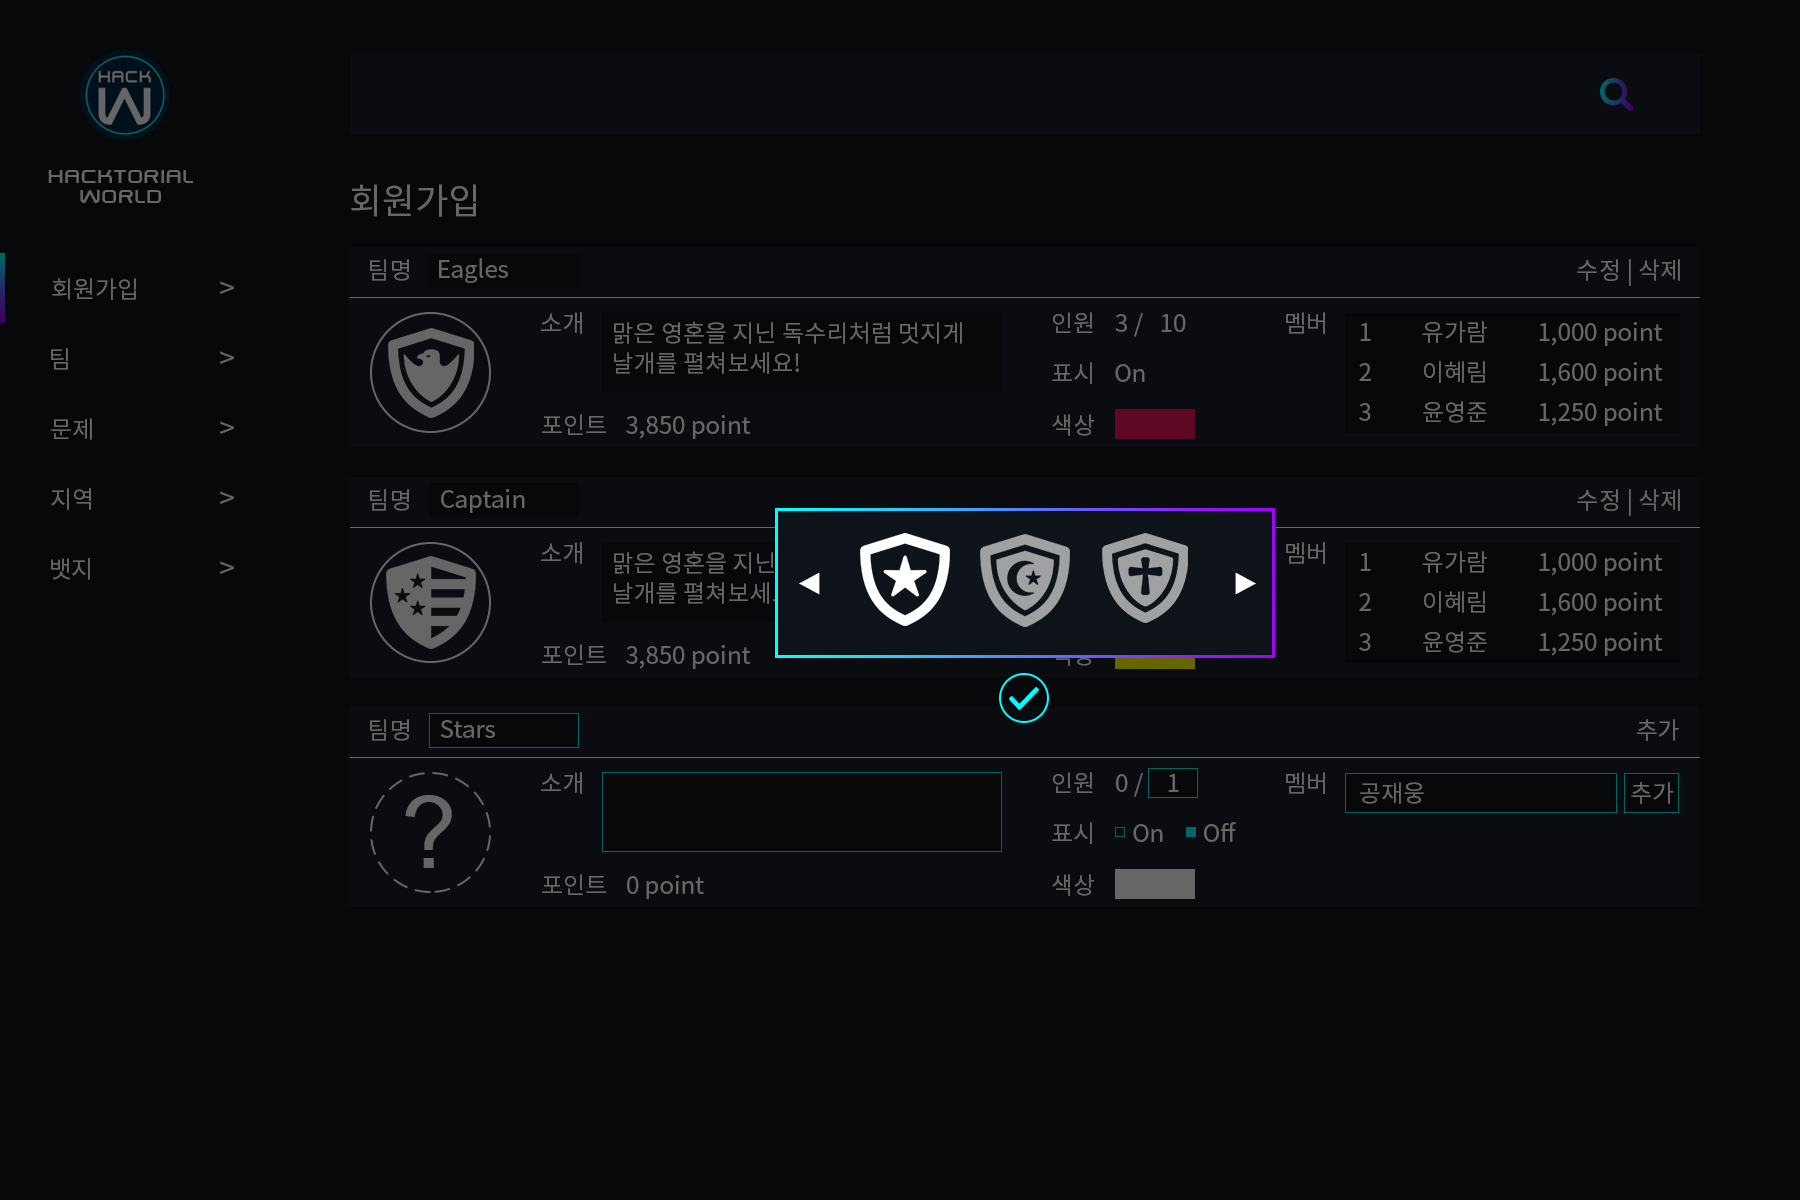 HACK
W
HACKTORIAL
WORLD
회원가입 >
팀 >
문제 >
지역 >
뱃지 >
회원가입
팀명 Eagles 수정 | 삭제
소개 맑은 영혼을 지닌 독수리처럼 멋지게
날개를 펼쳐보세요!
포인트 3,850 point
인원 3 / 10
표시 On
색상
멤버
1 유가람 1,000 point
2 이혜림 1,600 point
3 윤영준 1,250 point
팀명 Captain 수정 | 삭제
소개 맑은 영혼을 지닌
날개를 펼쳐보세
포인트 3,850 point
색상
멤버
1 유가람 1,000 point
2 이혜림 1,600 point
3 윤영준 1,250 point
팀명 Stars 추가
?
소개
포인트 0 point
인원 0 / 1
표시 On Off
색상
멤버 공재웅 추가